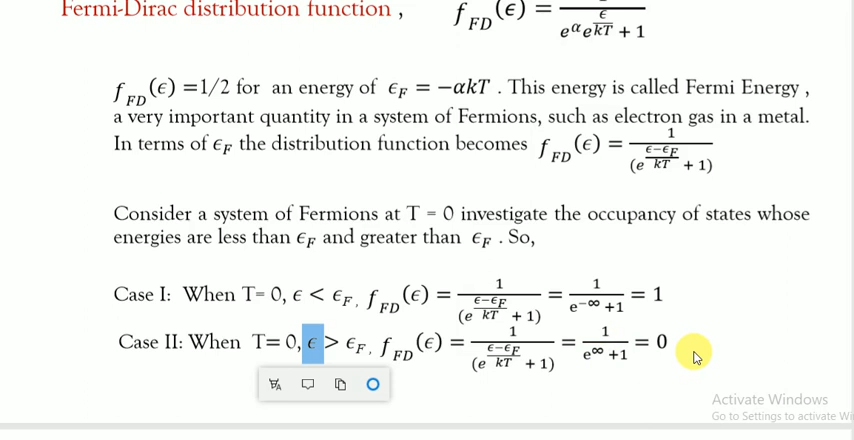 Fermi-Dirac distribution function , f_FD(ϵ) = 1/(e^α e^(ϵ/kT) + 1)
f_FD(ϵ) =1/2 for an energy of ϵ_F = −αkT . This energy is called Fermi Energy ,
a very important quantity in a system of Fermions, such as electron gas in a metal.
In terms of ϵ_F the distribution function becomes f_FD(ϵ) = 1/(e^((ϵ−ϵ_F)/kT) + 1)
Consider a system of Fermions at T = 0 investigate the occupancy of states whose
energies are less than ϵ_F and greater than ϵ_F . So,
Case I: When T= 0, ϵ < ϵ_F, f_FD(ϵ) = 1/(e^((ϵ−ϵ_F)/kT) + 1) = 1/(e^−∞ +1) = 1
Case II: When T= 0, ϵ > ϵ_F, f_FD(ϵ) = 1/(e^((ϵ−ϵ_F)/kT) + 1) = 1/(e^∞ +1) = 0
Activate Windows
Go to Settings to activate Wi